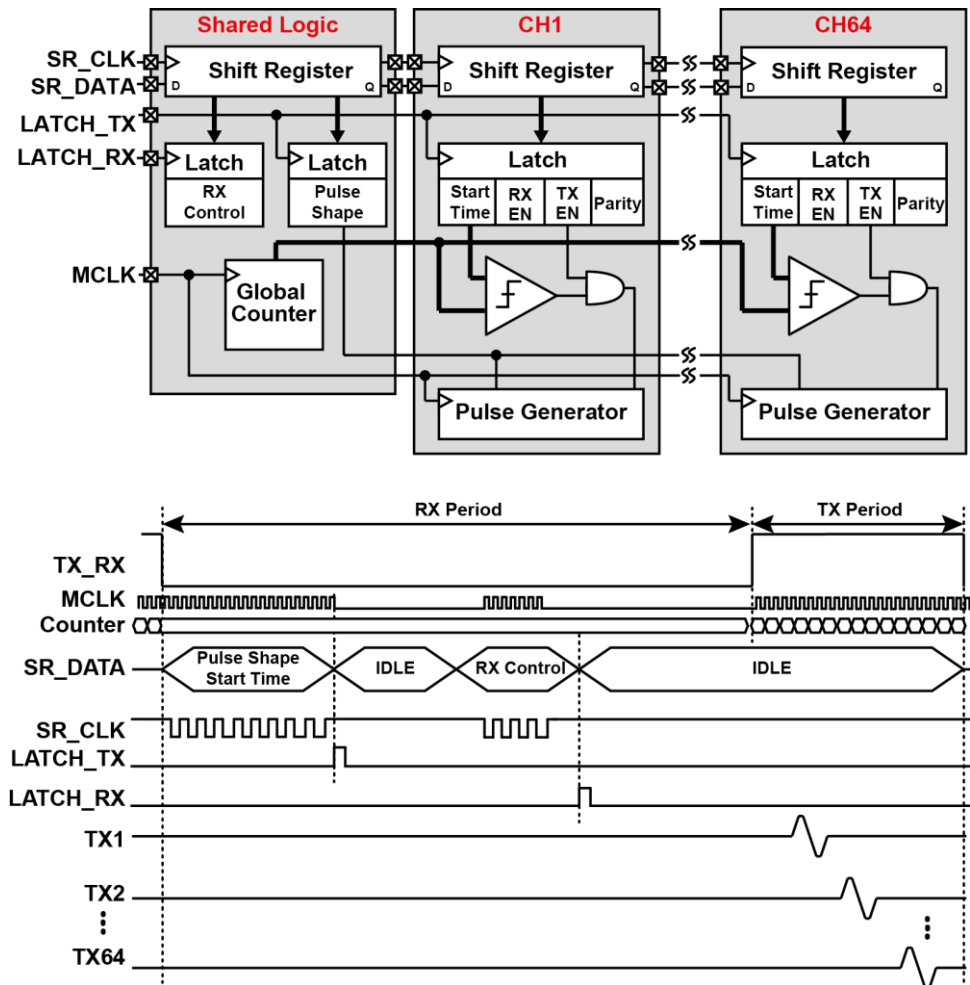 Shared Logic
CH1
CH64
SR_CLK
SR_DATA
LATCH_TX
LATCH_RX
MCLK
Shift Register
D
Q
Shift Register
D
Q
Shift Register
D
Q
Latch
RX
Control
Latch
Pulse
Shape
Latch
Start
Time
RX
EN
TX
EN
Parity
Latch
Start
Time
RX
EN
TX
EN
Parity
Global
Counter
Pulse Generator
Pulse Generator
RX Period
TX Period
TX_RX
MCLK
Counter
SR_DATA
Pulse Shape
Start Time
IDLE
RX Control
IDLE
SR_CLK
LATCH_TX
LATCH_RX
TX1
TX2
TX64